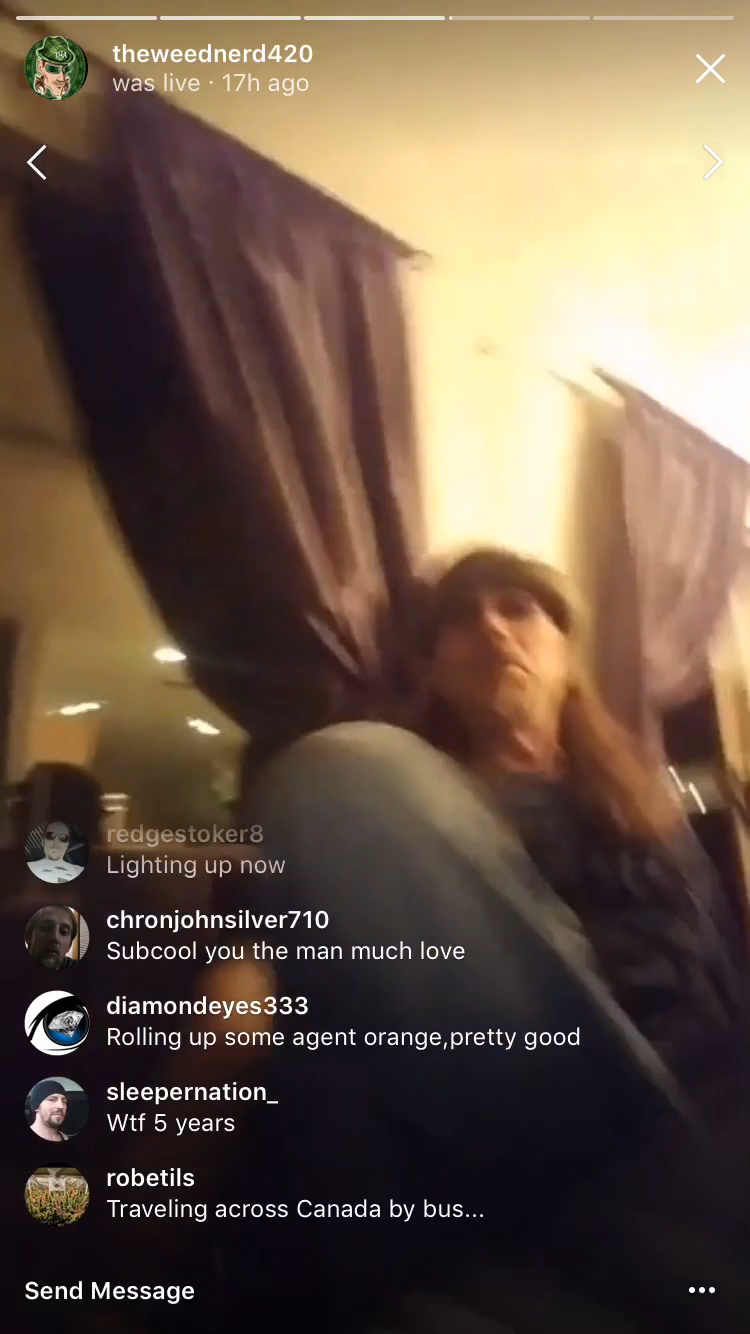 theweednerd420
was live · 17h ago
redgestoker8
Lighting up now
chronjohnsilver710
Subcool you the man much love
diamondeyes333
Rolling up some agent orange,pretty good
sleepernation_
Wtf 5 years
robetils
Traveling across Canada by bus...
Send Message